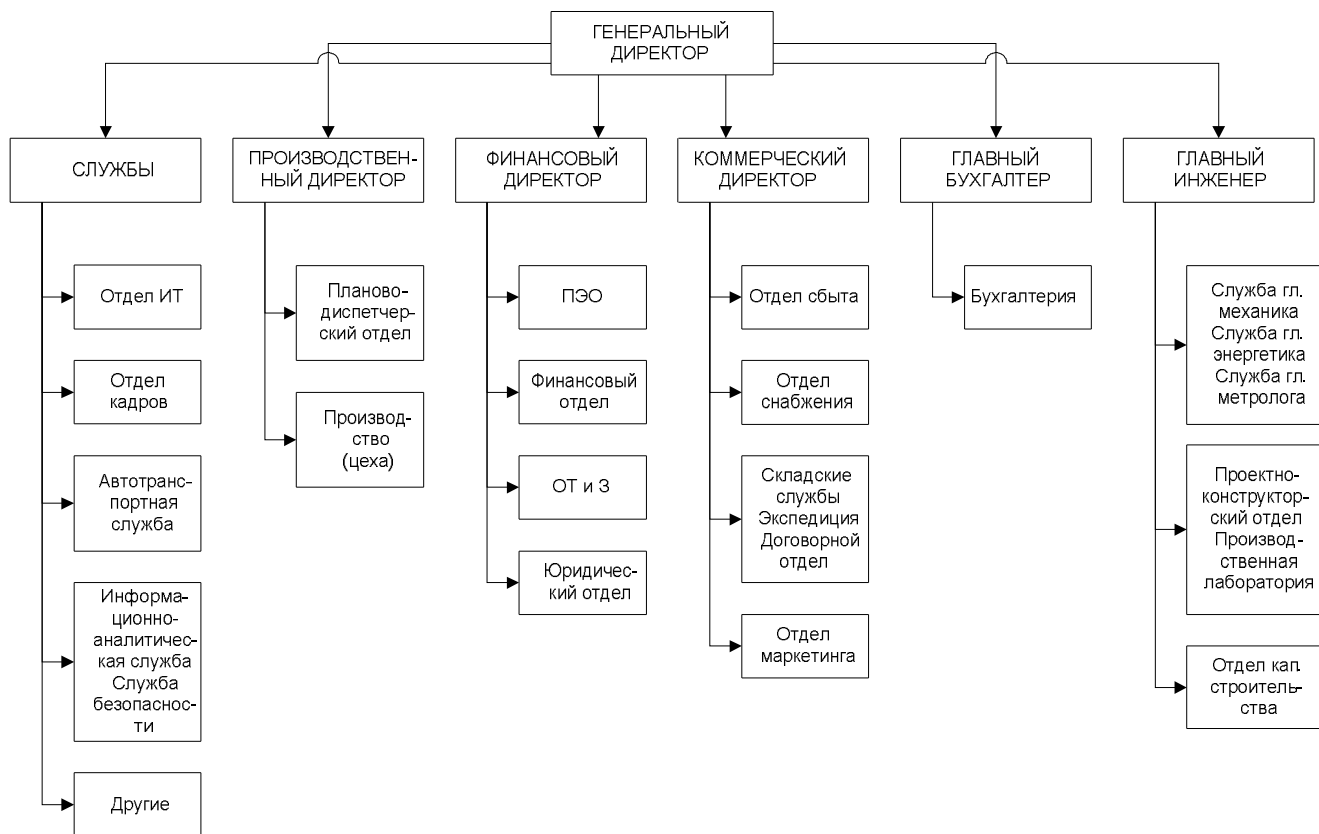 ГЕНЕРАЛЬНЫЙ
ДИРЕКТОР
СЛУЖБЫ
ПРОИЗВОДСТВЕН-
НЫЙ ДИРЕКТОР
ФИНАНСОВЫЙ
ДИРЕКТОР
КОММЕРЧЕСКИЙ
ДИРЕКТОР
ГЛАВНЫЙ
БУХГАЛТЕР
ГЛАВНЫЙ
ИНЖЕНЕР
Отдел ИТ
Отдел
кадров
Автотранс-
портная
служба
Информа-
ционно-
аналитичес-
кая служба
Служба
безопаснос-
ти
Другие
Планово-
диспетчер-
ский отдел
Производ-
ство
(цеха)
ПЭО
Финансовый
отдел
ОТ и З
Юридичес-
кий отдел
Отдел сбыта
Отдел
снабжения
Складские
службы
Экспедиция
Договорной
отдел
Отдел
маркетинга
Бухгалтерия
Служба гл.
механика
Служба гл.
энергетика
Служба гл.
метролога
Проектно-
конструктор-
ский отдел
Производ-
ственная
лаборатория
Отдел кап.
строитель-
ства